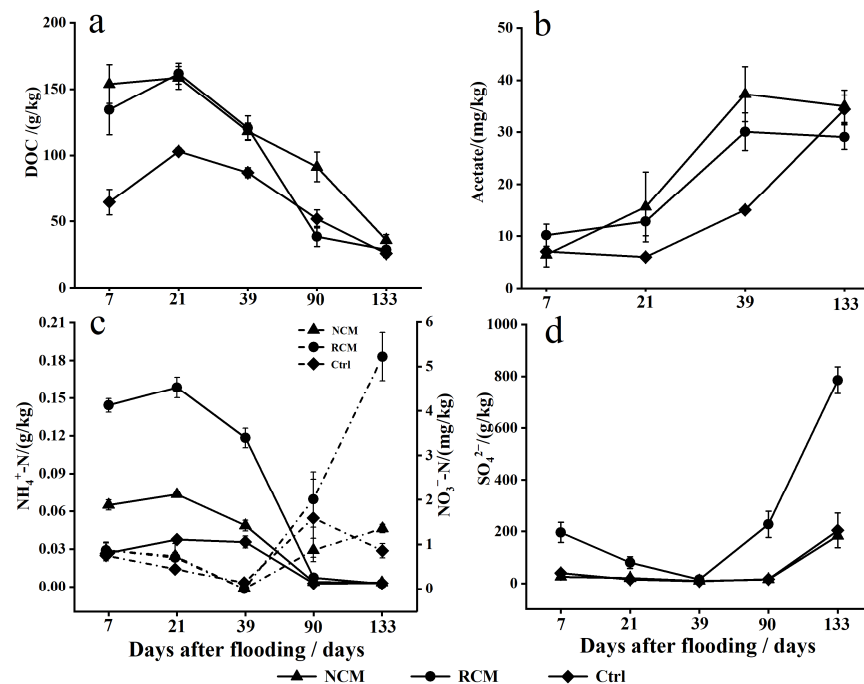 a
DOC /(g/kg)
200
150
100
50
0
7 21 39 90 133
b
Acetate/(mg/kg)
50
40
30
20
10
0
7 21 39 133
c
NH₄⁺-N/(g/kg)
0.21
0.18
0.15
0.12
0.09
0.06
0.03
0.00
NCM
RCM
Ctrl
NO₃⁻-N/(mg/kg)
6
5
4
3
2
1
0
7 21 39 90 133
Days after flooding / days
d
SO₄²⁻/(g/kg)
1000
800
600
400
200
0
7 21 39 90 133
Days after flooding / days
NCM RCM Ctrl